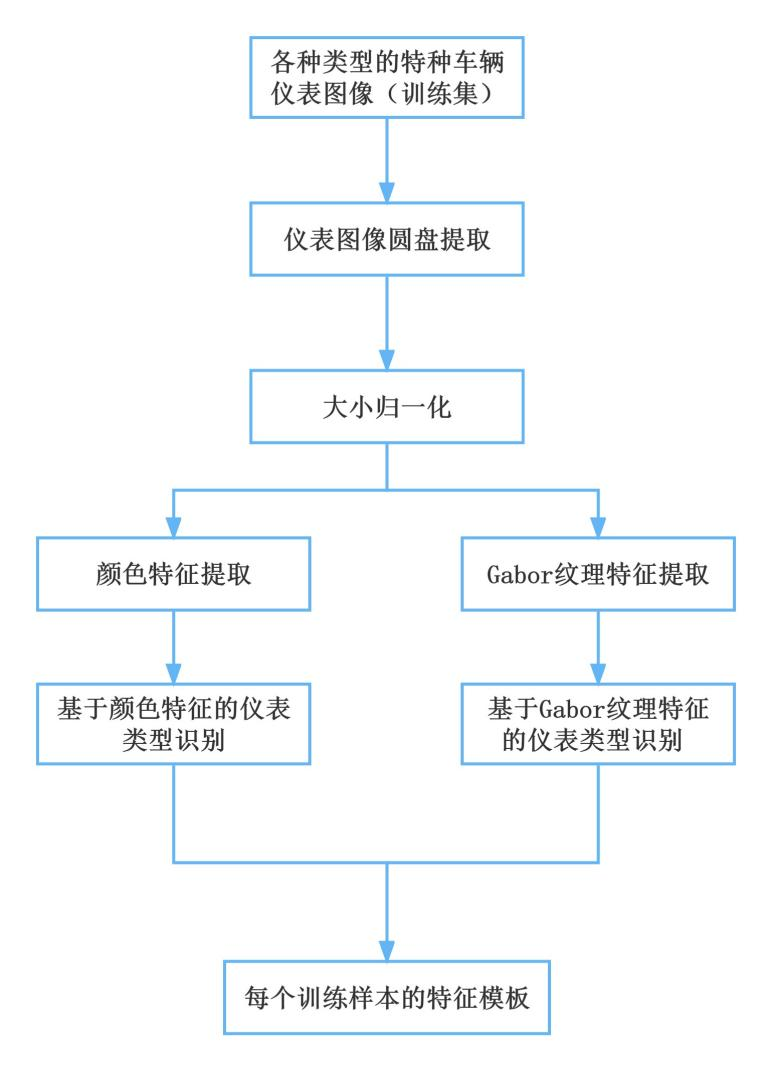 各种类型的特种车辆
仪表图像（训练集）
仪表图像圆盘提取
大小归一化
颜色特征提取
Gabor纹理特征提取
基于颜色特征的仪表
类型识别
基于Gabor纹理特征
的仪表类型识别
每个训练样本的特征模板